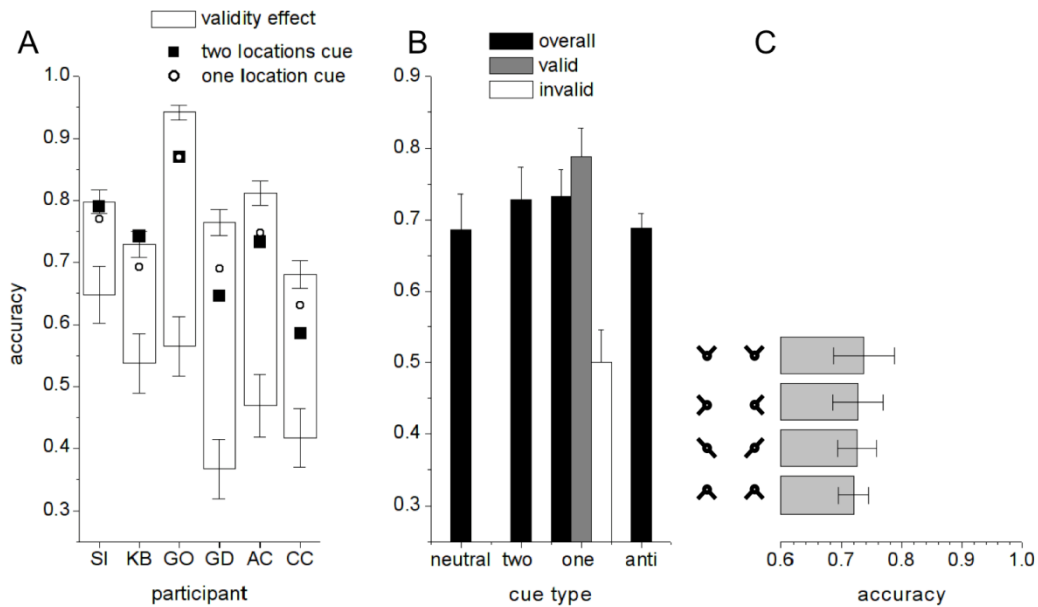 A
validity effect
two locations cue
one location cue
accuracy
1.0
0.9
0.8
0.7
0.6
0.5
0.4
0.3
SI KB GO GD AC CC
participant
B
overall
valid
invalid
0.9
0.8
0.7
0.6
0.5
0.4
0.3
neutral two one anti
cue type
C
0.6 0.7 0.8 0.9 1.0
accuracy